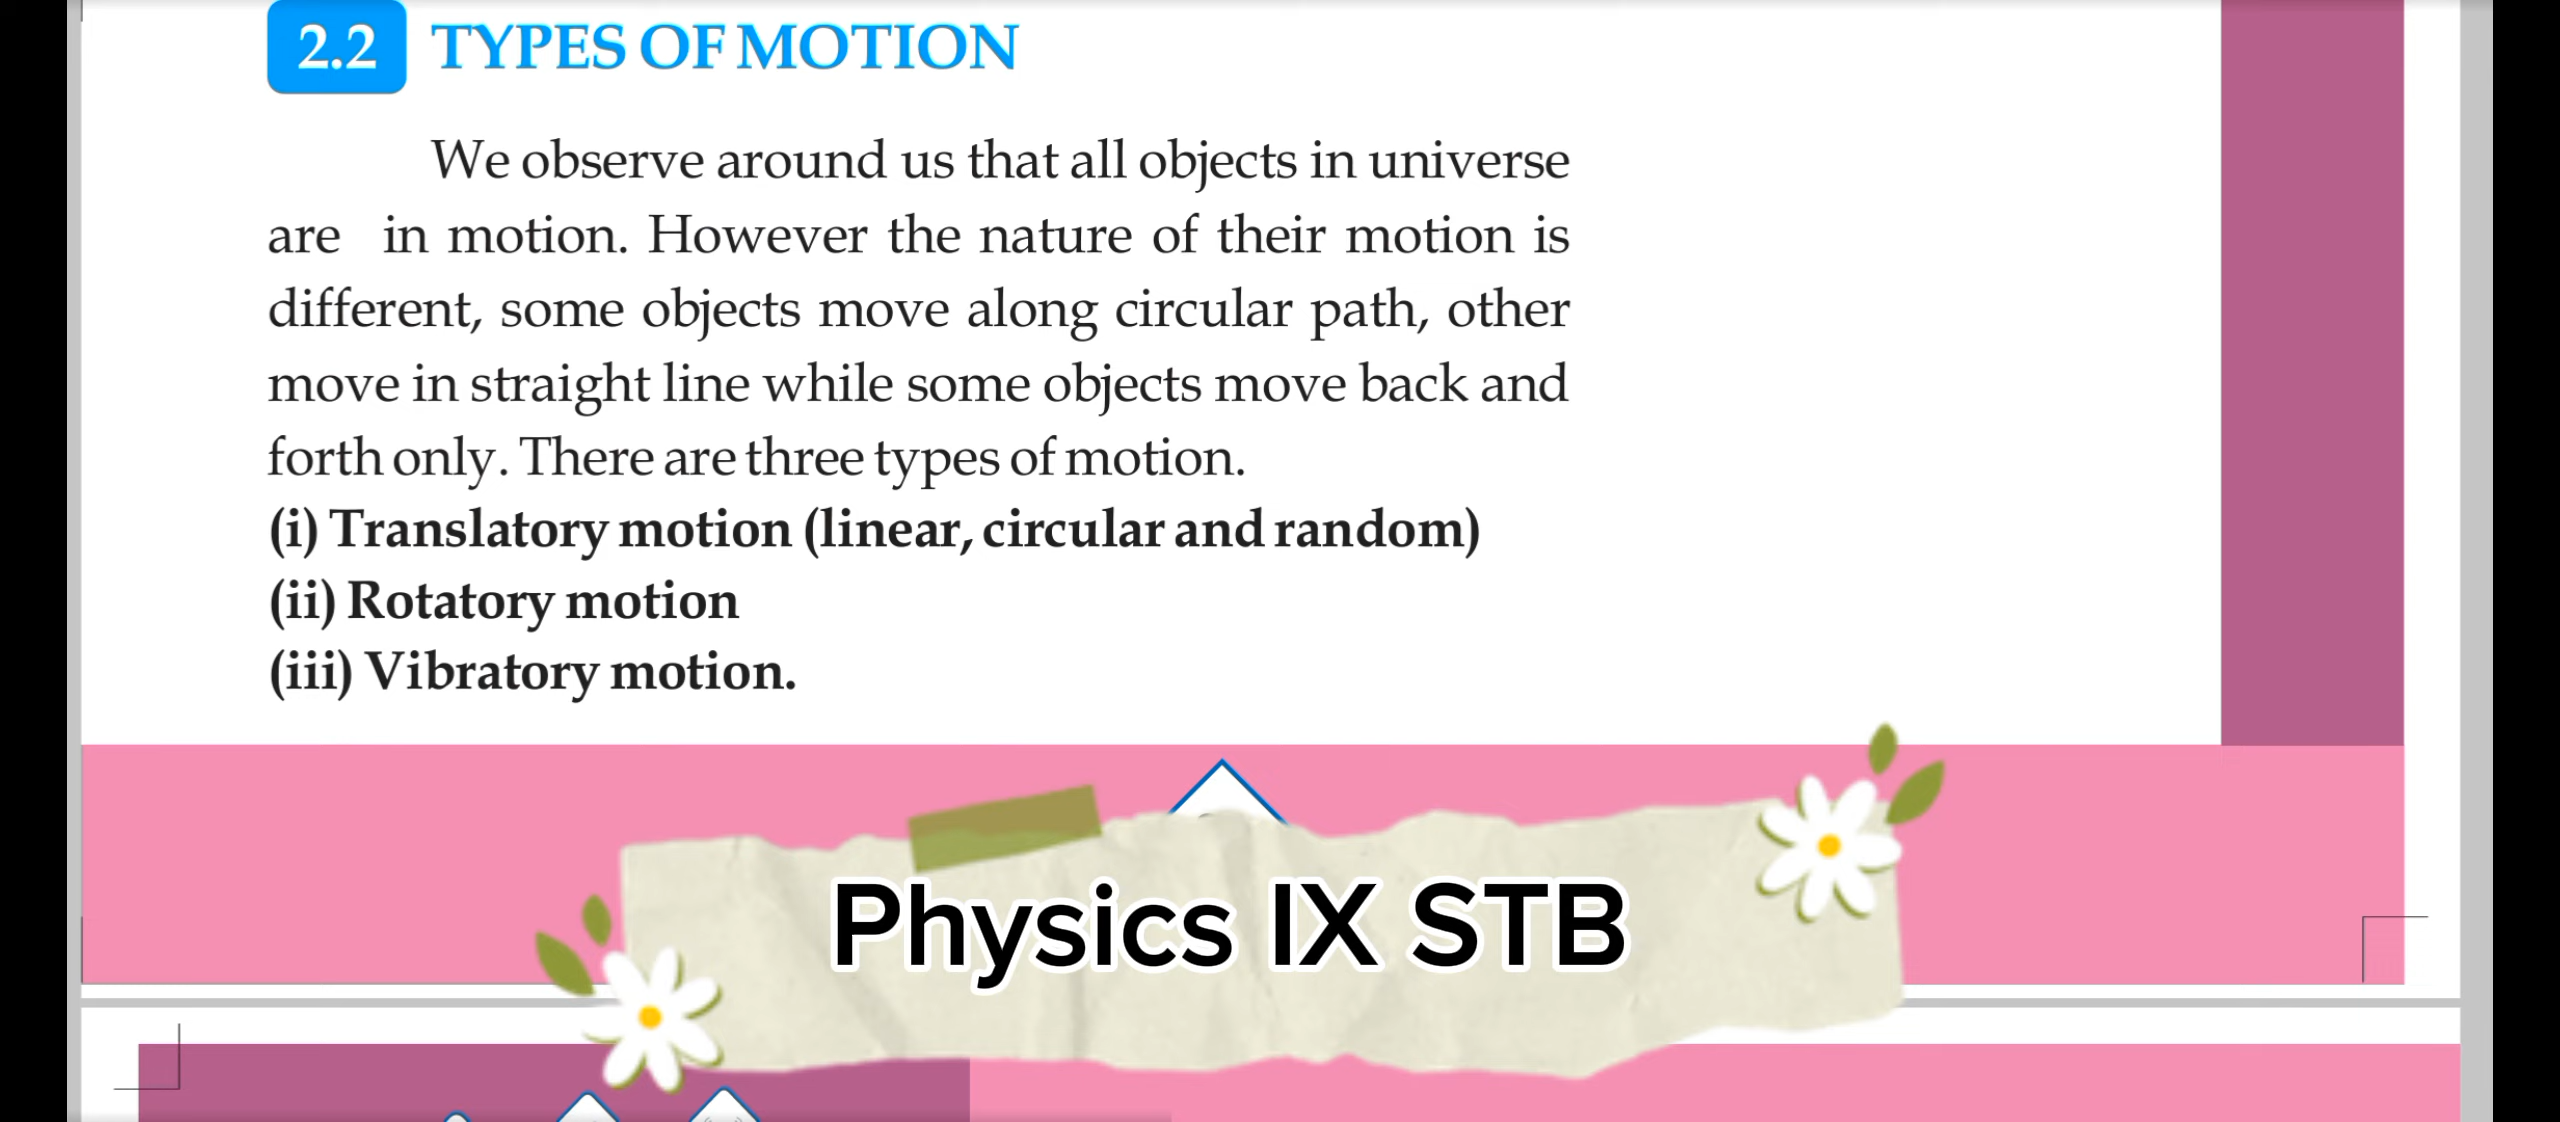 2.2 TYPES OF MOTION
We observe around us that all objects in universe
are in motion. However the nature of their motion is
different, some objects move along circular path, other
move in straight line while some objects move back and
forth only. There are three types of motion.
(i) Translatory motion (linear, circular and random)
(ii) Rotatory motion
(iii) Vibratory motion.
Physics IX STB